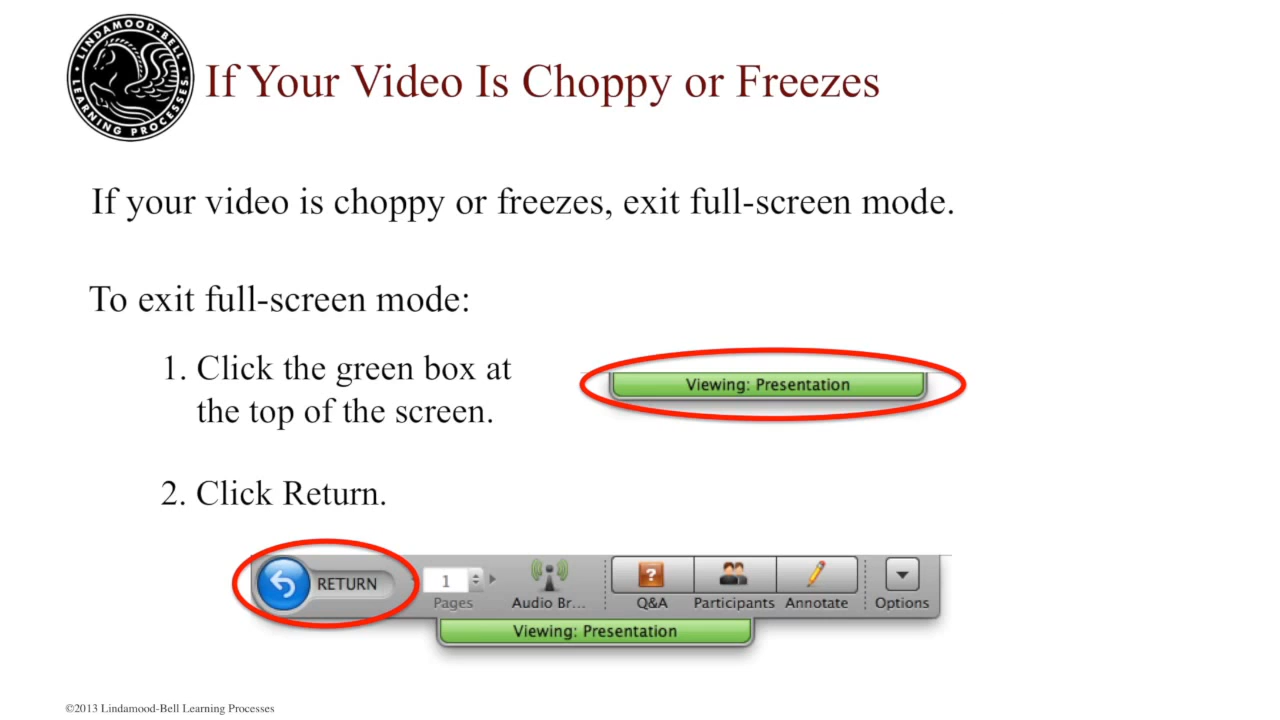 LINDAMOOD-BELL
LEARNING PROCESSES
If Your Video Is Choppy or Freezes
If your video is choppy or freezes, exit full-screen mode.
To exit full-screen mode:
1. Click the green box at
the top of the screen.
Viewing: Presentation
2. Click Return.
RETURN
1
?
Pages
Audio Br...
Q&A
Participants
Annotate
Options
Viewing: Presentation
©2013 Lindamood-Bell Learning Processes